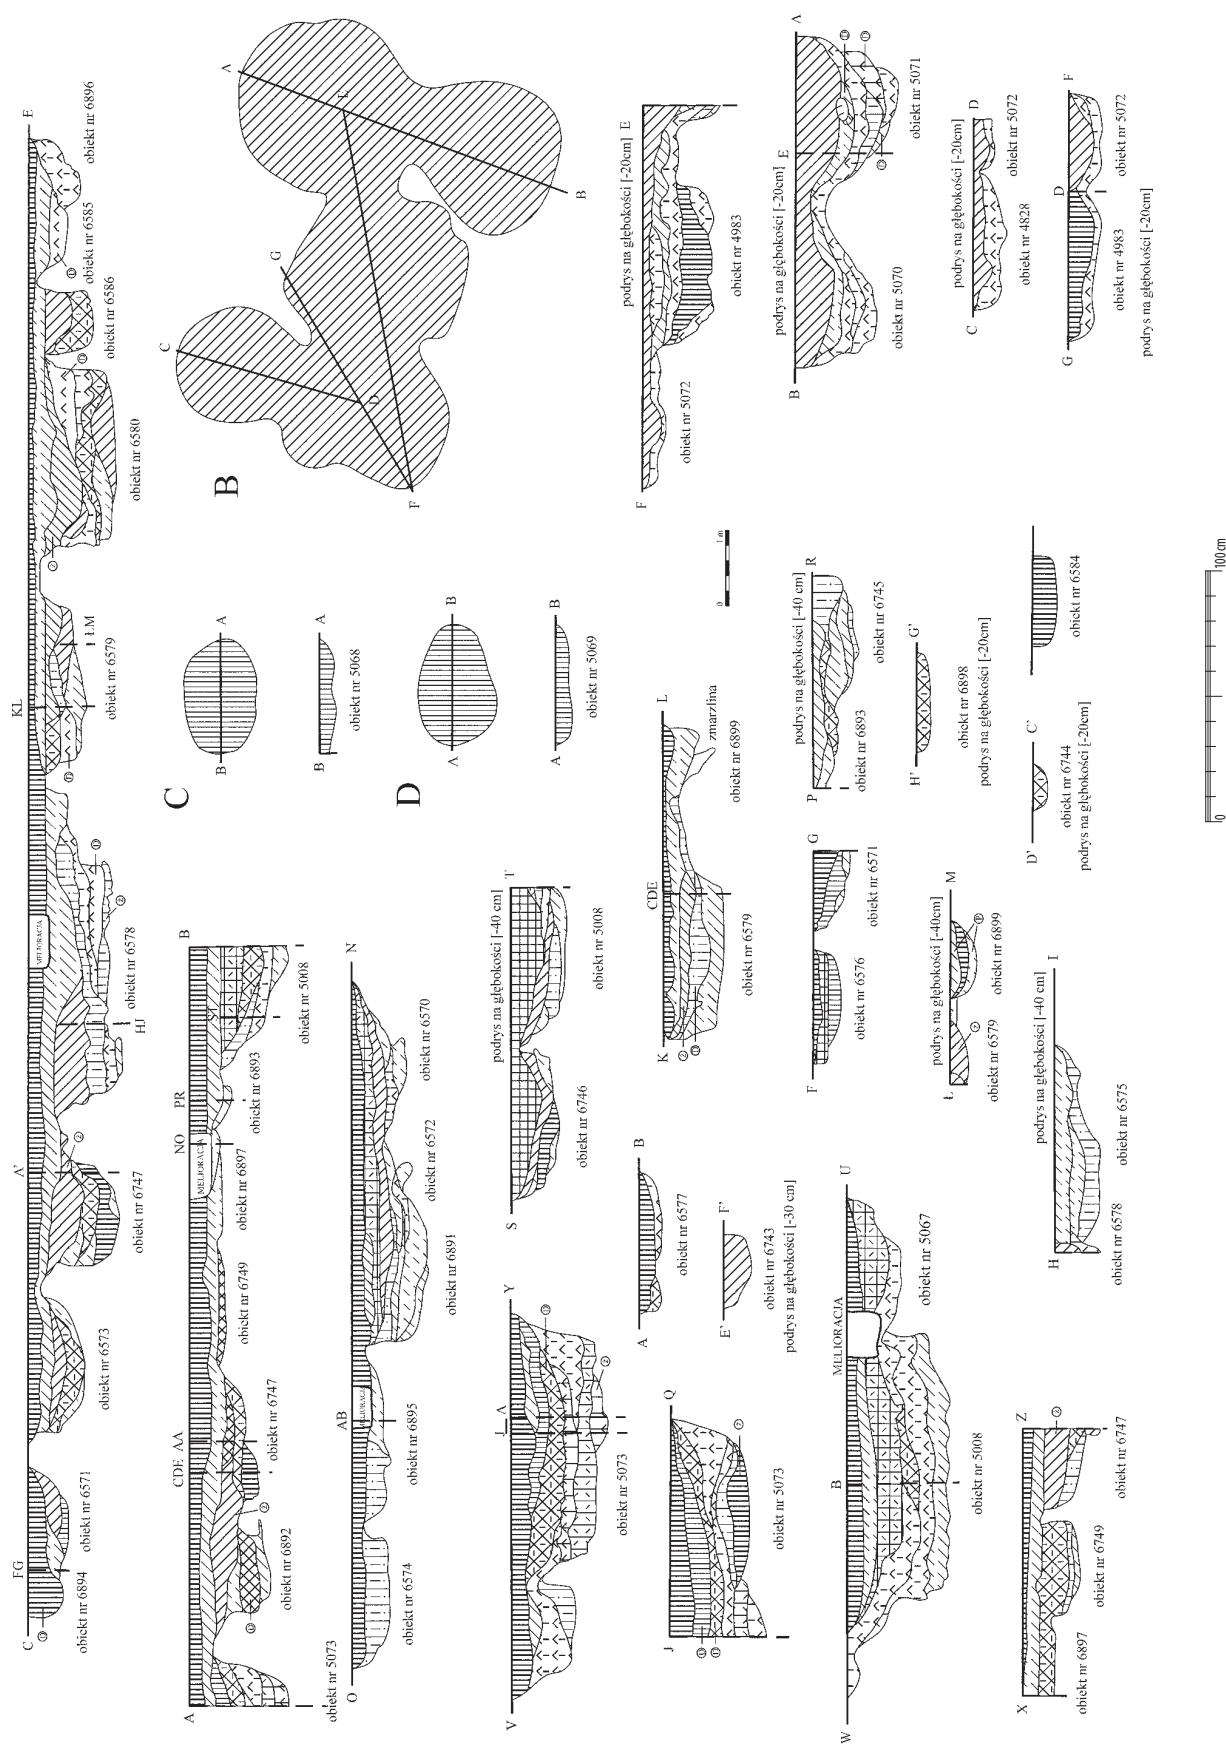 C
FG
A'
KL
E
MELIORACJA
HJ
ŁM
obiekt nr 6894
obiekt nr 6571
obiekt nr 6573
obiekt nr 6747
obiekt nr 6578
obiekt nr 6579
obiekt nr 6580
obiekt nr 6586
obiekt nr 6585
obiekt nr 6896
A
CDE
AA
NO
PR
B
MELIORACJA
obiekt nr 5073
obiekt nr 6892
obiekt nr 6747
obiekt nr 6749
obiekt nr 6897
obiekt nr 6893
obiekt nr 5008
O
AB
N
MELIORACJA
obiekt nr 6574
obiekt nr 6895
obiekt nr 6891
obiekt nr 6572
obiekt nr 6570
C
B
A
B
A
obiekt nr 5068
D
A
B
A
B
obiekt nr 5069
B
C
D
F
G
E
A
B
V
J
A
Y
obiekt nr 5073
S
podrys na głębokości [-40 cm]
T
obiekt nr 6746
obiekt nr 5008
0
1 m
podrys na głębokości [-20cm]
F
E
obiekt nr 5072
obiekt nr 4983
J
Q
obiekt nr 5073
A
B
obiekt nr 6577
E'
F'
obiekt nr 6743
podrys na głębokości [-30 cm]
K
CDE
L
zmarzlina
obiekt nr 6579
obiekt nr 6899
podrys na głębokości [-20cm]
B
E
A
obiekt nr 5070
obiekt nr 5071
W
B
MELIORACJA
U
obiekt nr 5008
obiekt nr 5067
F
G
obiekt nr 6576
obiekt nr 6571
podrys na głębokości [-40 cm]
P
R
obiekt nr 6893
obiekt nr 6745
H'
G'
obiekt nr 6898
podrys na głębokości [-20cm]
podrys na głębokości [-40cm]
Ł
M
obiekt nr 6579
obiekt nr 6899
podrys na głębokości [-20cm]
C
D
obiekt nr 4828
obiekt nr 5072
X
Z
obiekt nr 6897
obiekt nr 6749
obiekt nr 6747
podrys na głębokości [-40 cm]
H
I
obiekt nr 6578
obiekt nr 6575
D'
C'
obiekt nr 6744
podrys na głębokości [-20cm]
obiekt nr 6584
G
D
F
obiekt nr 4983
obiekt nr 5072
podrys na głębokości [-20cm]
0
100cm